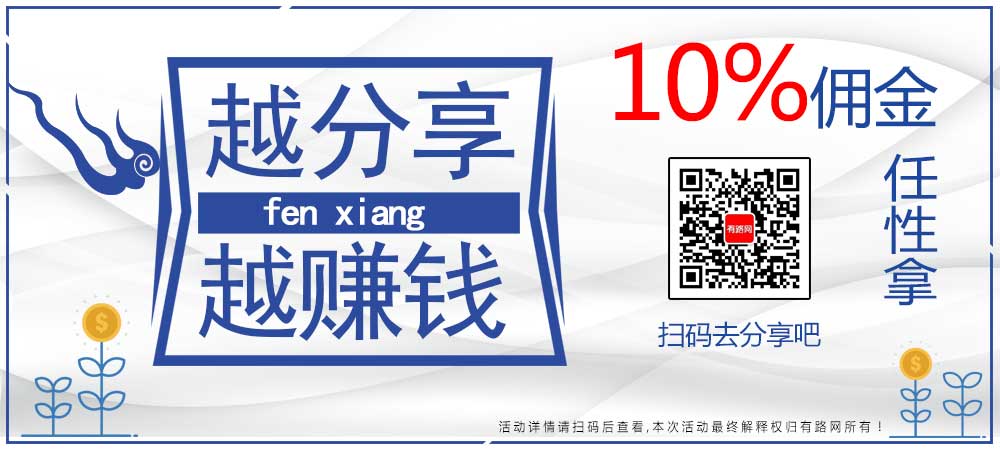 越分享
fen xiang
越赚钱
10%佣金
任性拿
有路网
扫码去分享吧
活动详情请扫码后查看,本次活动最终解释权归有路网所有！